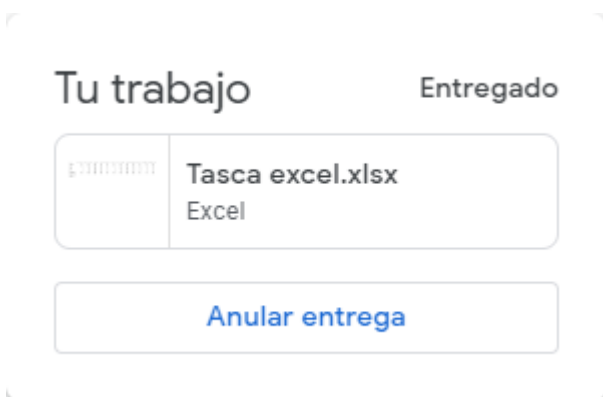 Tu trabajo
Entregado
Tasca excel.xlsx
Excel
Anular entrega